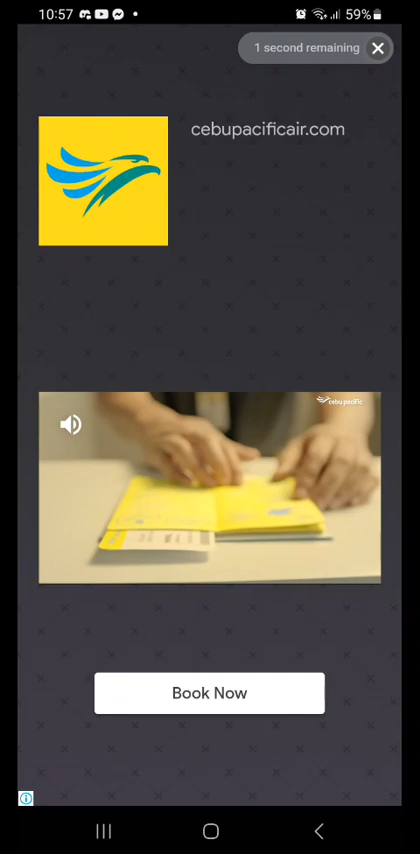 10:57
59%
1 second remaining
cebupacificair.com
cebu pacific
Book Now